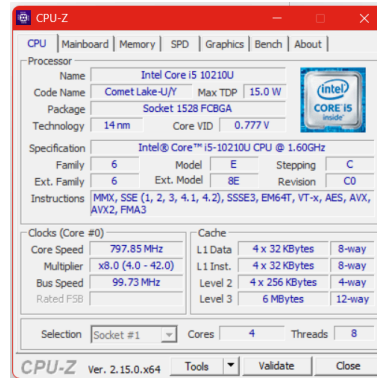 CPU-Z
CPU Mainboard Memory SPD Graphics Bench About
Processor
Name Intel Core i5 10210U
Code Name Comet Lake-U/Y Max TDP 15.0 W
Package Socket 1528 FCBGA
Technology 14 nm Core VID 0.777 V
intel
CORE i5
inside
Specification Intel® Core™ i5-10210U CPU @ 1.60GHz
Family 6 Model E Stepping C
Ext. Family 6 Ext. Model 8E Revision C0
Instructions MMX, SSE (1, 2, 3, 4.1, 4.2), SSSE3, EM64T, VT-x, AES, AVX,
AVX2, FMA3
Clocks (Core #0)
Core Speed 797.85 MHz
Multiplier x8.0 (4.0 - 42.0)
Bus Speed 99.73 MHz
Rated FSB
Cache
L1 Data 4 x 32 KBytes 8-way
L1 Inst. 4 x 32 KBytes 8-way
Level 2 4 x 256 KBytes 4-way
Level 3 6 MBytes 12-way
Selection Socket #1 Cores 4 Threads 8
CPU-Z Ver. 2.15.0.x64 Tools Validate Close